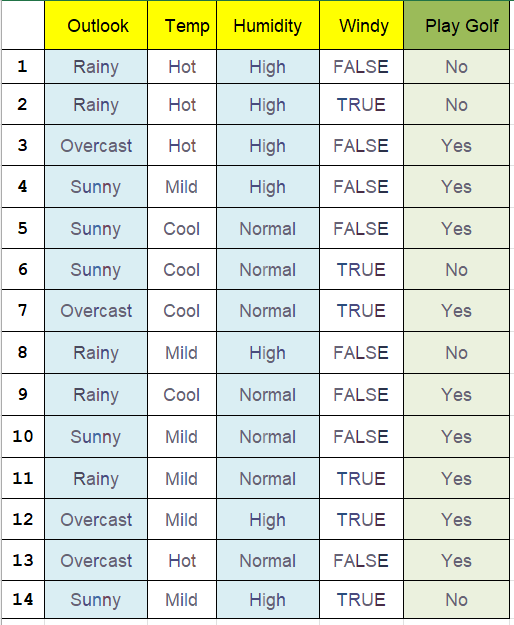 Outlook Temp Humidity Windy Play Golf
1 Rainy Hot High FALSE No
2 Rainy Hot High TRUE No
3 Overcast Hot High FALSE Yes
4 Sunny Mild High FALSE Yes
5 Sunny Cool Normal FALSE Yes
6 Sunny Cool Normal TRUE No
7 Overcast Cool Normal TRUE Yes
8 Rainy Mild High FALSE No
9 Rainy Cool Normal FALSE Yes
10 Sunny Mild Normal FALSE Yes
11 Rainy Mild Normal TRUE Yes
12 Overcast Mild High TRUE Yes
13 Overcast Hot Normal FALSE Yes
14 Sunny Mild High TRUE No